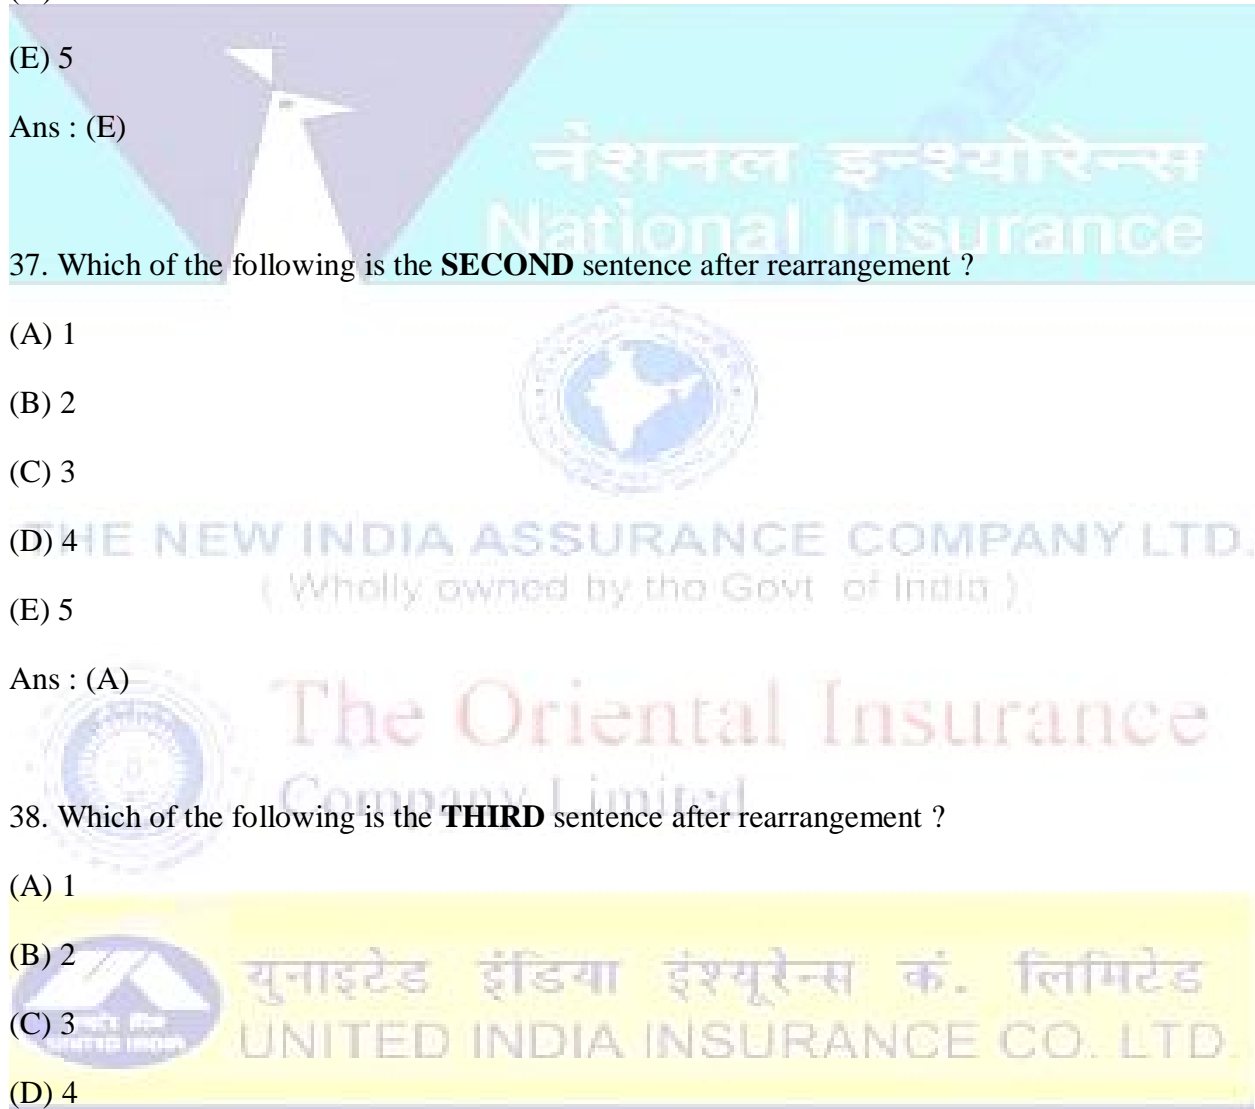 (E) 5
Ans : (E)
नेशनल इन्श्योरेन्स
National Insurance
37. Which of the following is the SECOND sentence after rearrangement ?
(A) 1
(B) 2
(C) 3
(D) 4
THE NEW INDIA ASSURANCE COMPANY LTD.
( Wholly owned by the Govt. of India )
(E) 5
Ans : (A)
The Oriental Insurance
Company Limited
38. Which of the following is the THIRD sentence after rearrangement ?
(A) 1
(B) 2
युनाइटेड इंडिया इंश्यूरेन्स कं. लिमिटेड
(C) 3
UNITED INDIA INSURANCE CO. LTD.
UNITED INDIA
(D) 4